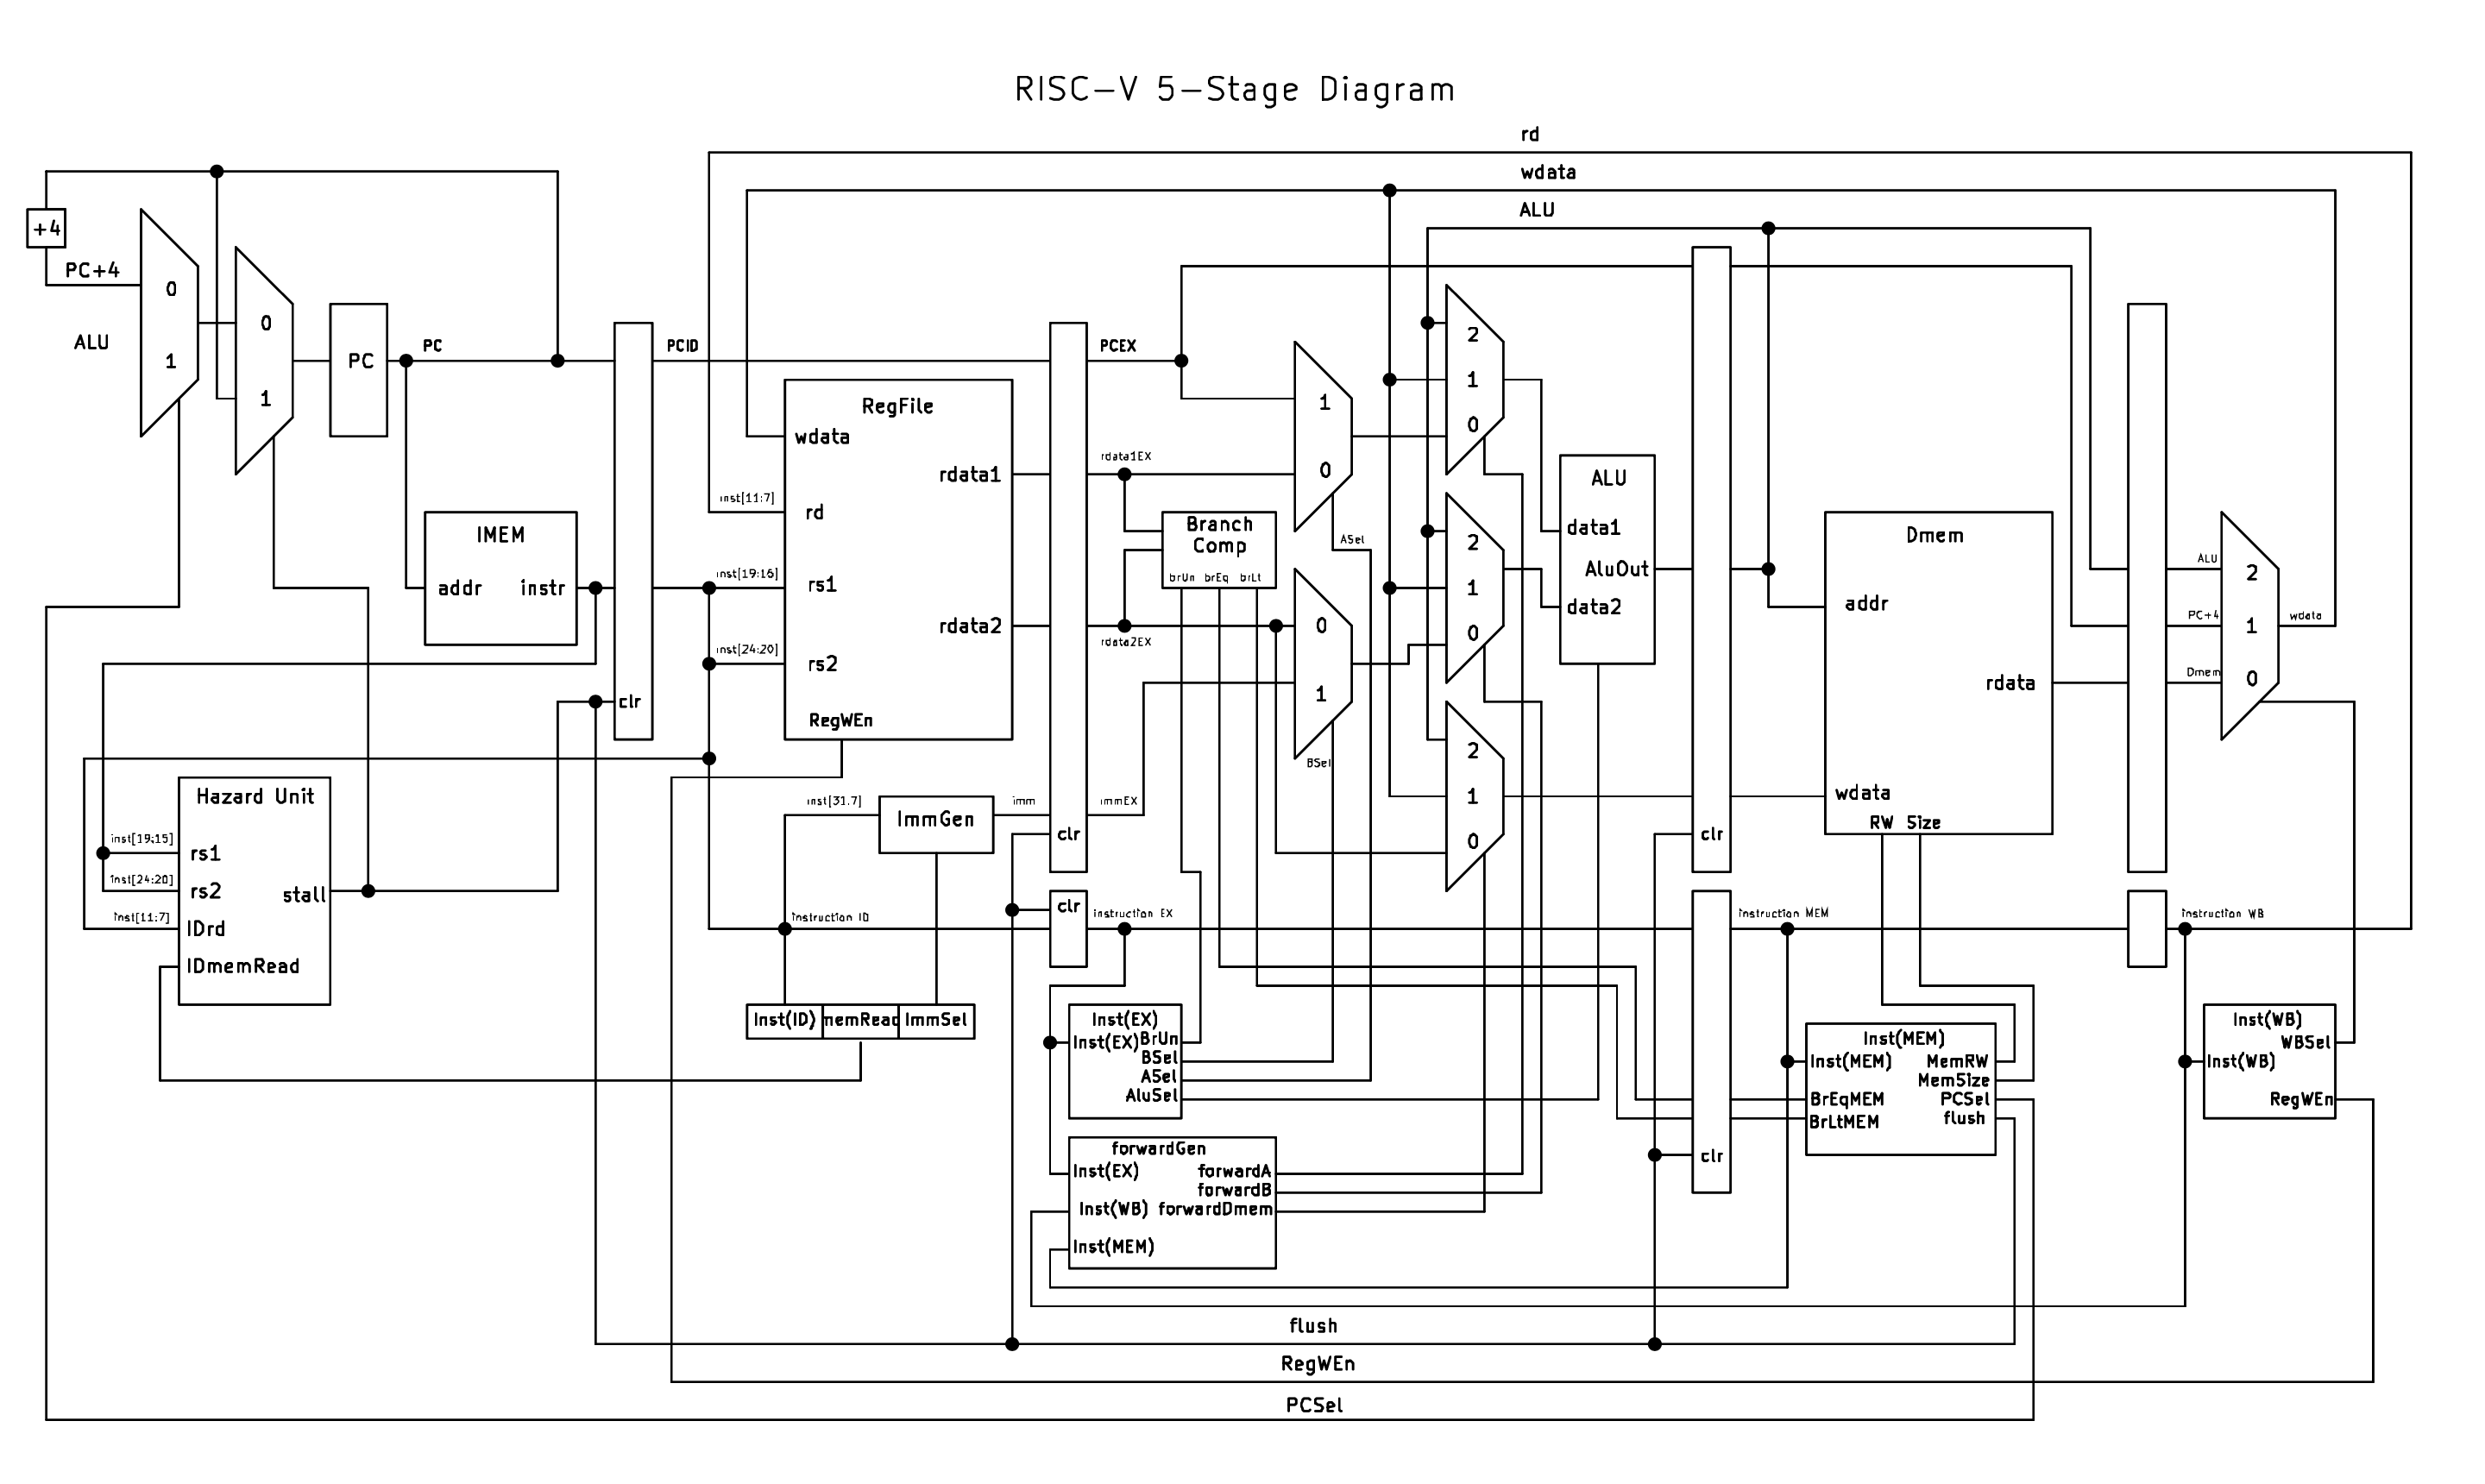 RISC-V 5-Stage Diagram
rd
wdata
ALU
+4
PC+4
0
ALU
1
0
1
PC
PC
IMEM
addr
instr
PCID
clr
RegFile
wdata
rdata1
inst[11:7]
rd
inst[19:16]
rs1
rdata2
inst[24:20]
rs2
RegWEn
PCEX
rdata1EX
rdata2EX
Branch
Comp
brUn brEq brLt
1
0
ASel
0
1
BSel
2
1
0
2
1
0
2
1
0
ALU
data1
AluOut
data2
Dmem
addr
rdata
wdata
RW Size
clr
ALU
2
PC+4
1
wdata
Dmem
0
Hazard Unit
inst[19:15]
rs1
inst[24:20]
rs2
stall
inst[11:7]
IDrd
IDmemRead
inst[31.7]
ImmGen
imm
immEX
clr
clr
instruction ID
instruction EX
instruction MEM
instruction WB
Inst(ID)
memRead
ImmSel
Inst(EX)
Inst(EX)
BrUn
BSel
ASel
AluSel
forwardGen
Inst(EX)
forwardA
forwardB
Inst(WB)
forwardDmem
Inst(MEM)
clr
Inst(MEM)
Inst(MEM)
MemRW
MemSize
BrEqMEM
PCSel
BrLtMEM
flush
Inst(WB)
WBSel
Inst(WB)
RegWEn
flush
RegWEn
PCSel